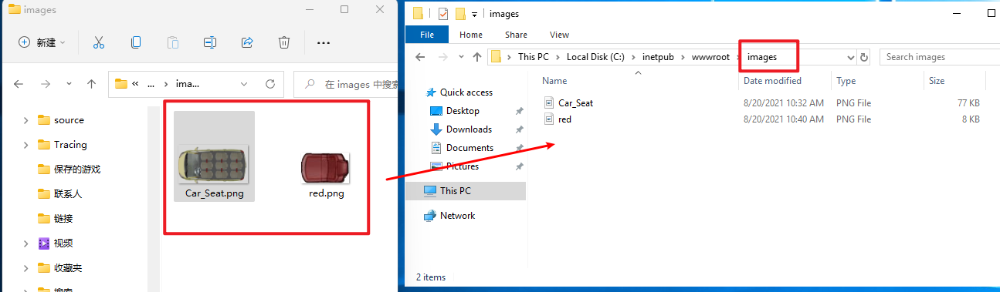 images
新建
«
...
ima...
在 images 中搜索
source
Tracing
保存的游戏
联系人
链接
视频
收藏夹
Car_Seat.png
red.png
images
File
Home
Share
View
This PC > Local Disk (C:) > inetpub > wwwroot > images
Search images
Name
Date modified
Type
Size
Car_Seat 8/20/2021 10:32 AM PNG File 77 KB
red 8/20/2021 10:40 AM PNG File 8 KB
Quick access
Desktop
Downloads
Documents
Pictures
This PC
Network
2 items